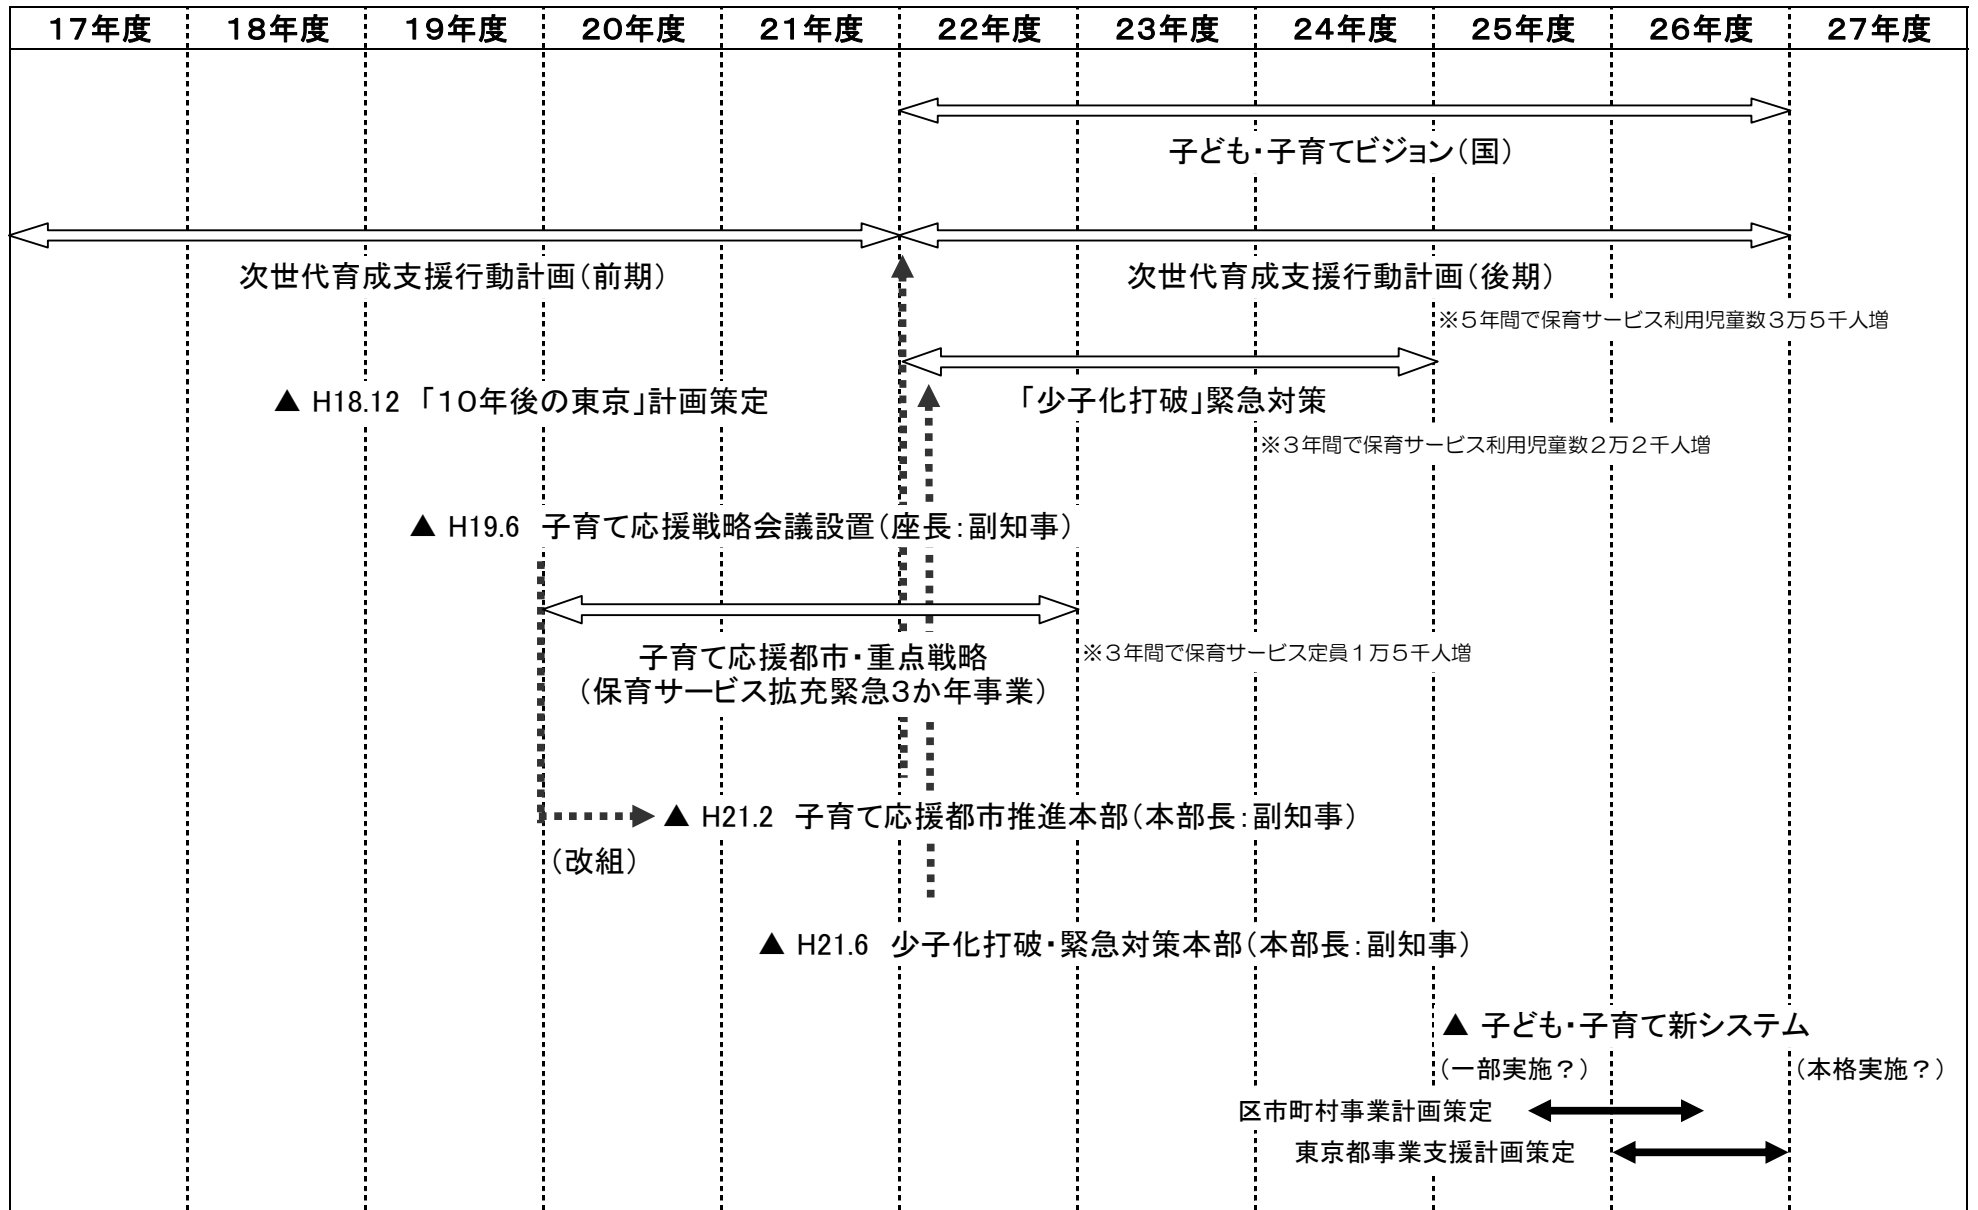 17年度 18年度 19年度 20年度 21年度 22年度 23年度 24年度 25年度 26年度 27年度
子ども・子育てビジョン（国）
次世代育成支援行動計画（前期） 次世代育成支援行動計画（後期）
※５年間で保育サービス利用児童数３万５千人増
▲ H18.12 「１０年後の東京」計画策定 「少子化打破」緊急対策
※３年間で保育サービス利用児童数２万２千人増
▲ H19.6 子育て応援戦略会議設置（座長：副知事）
子育て応援都市・重点戦略 ※３年間で保育サービス定員１万５千人増
（保育サービス拡充緊急３か年事業）
▲ H21.2 子育て応援都市推進本部（本部長：副知事）
（改組）
▲ H21.6 少子化打破・緊急対策本部（本部長：副知事）
▲ 子ども・子育て新システム
（一部実施？） （本格実施？）
区市町村事業計画策定
東京都事業支援計画策定